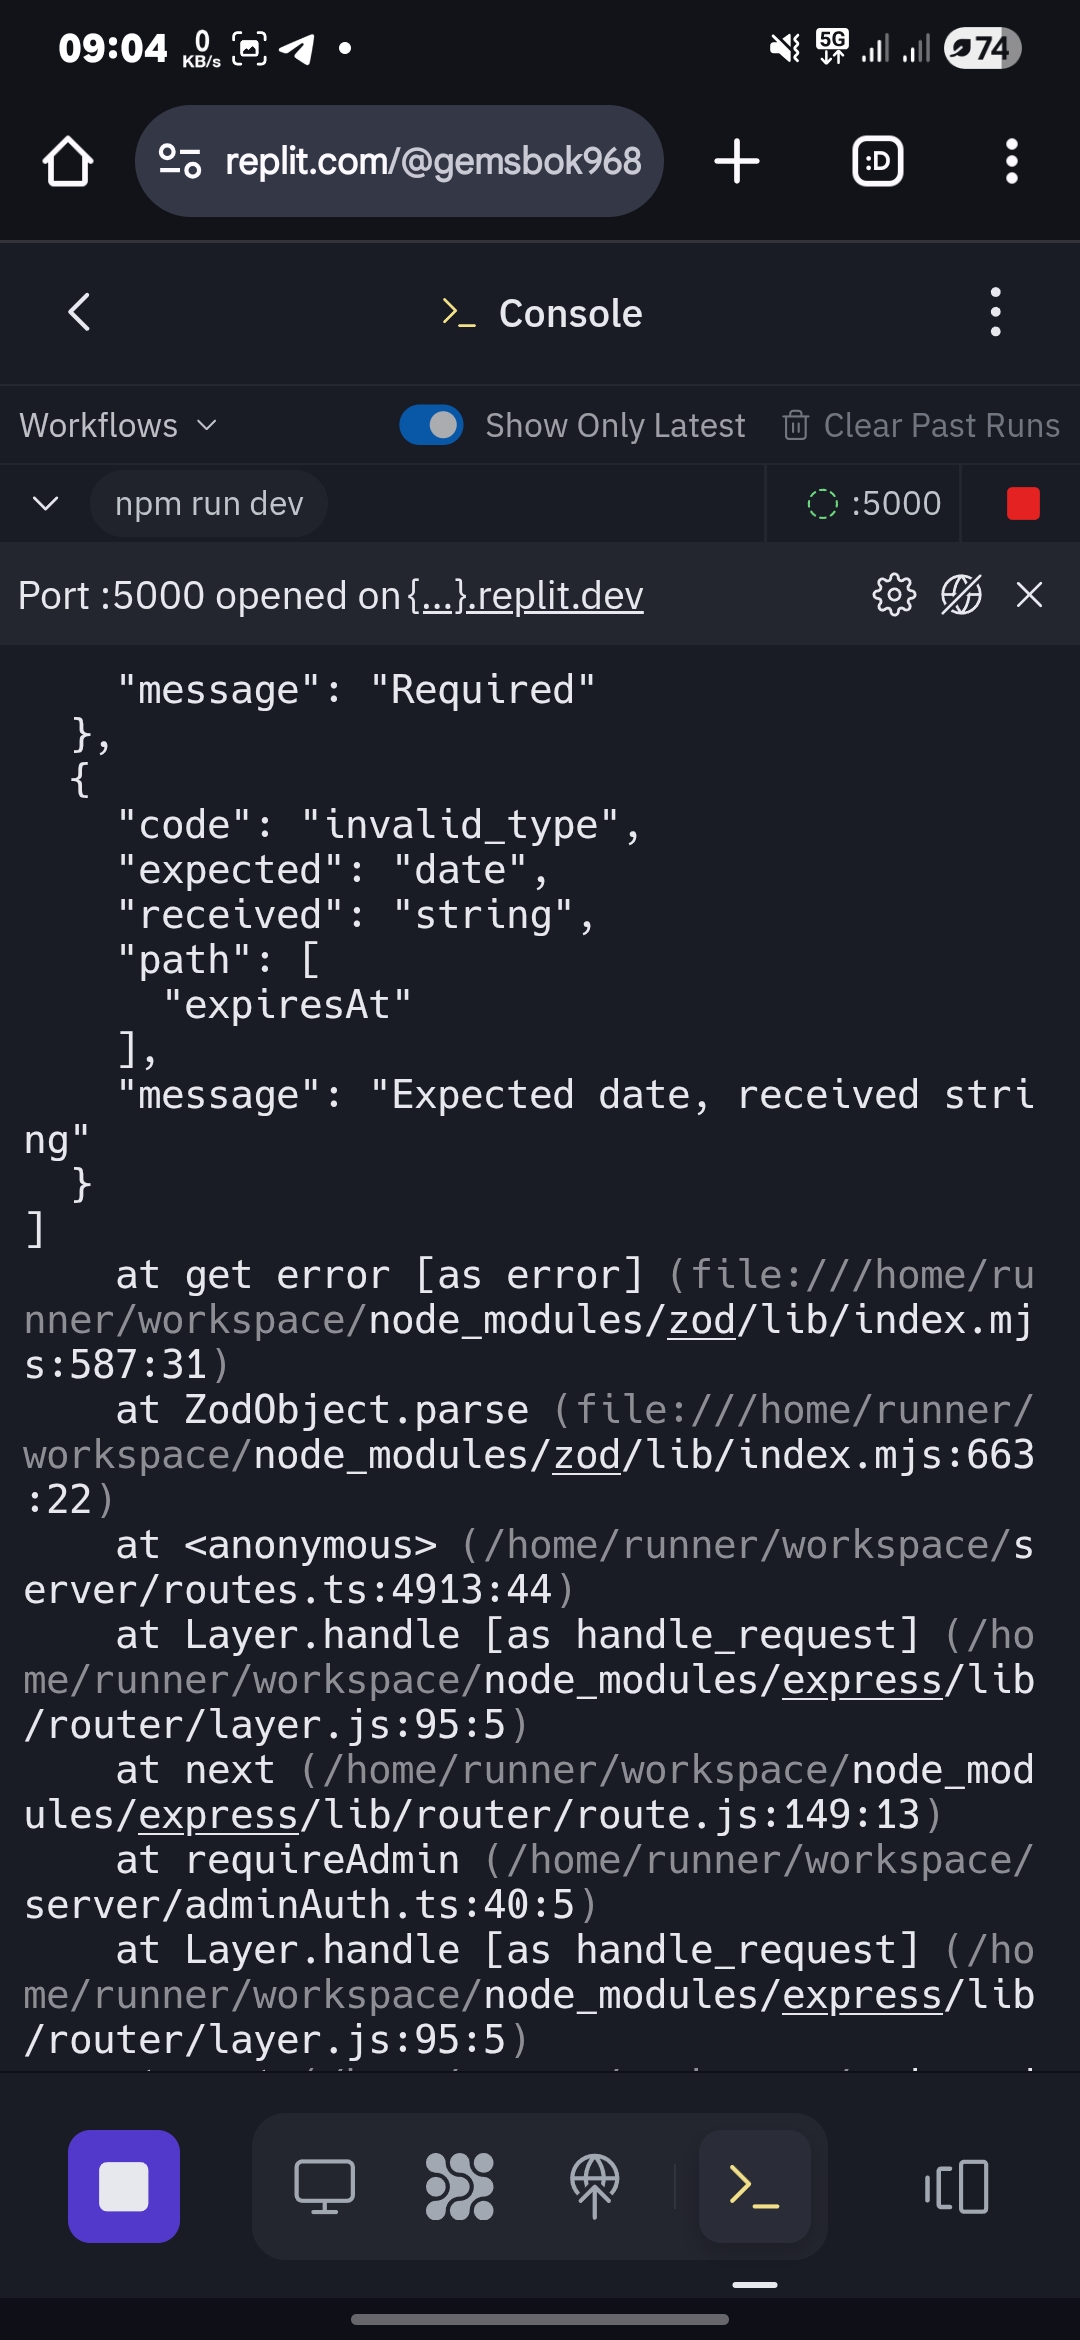 09:04 0 KB/s 5G 74
replit.com/@gemsbok968 :D
>_ Console
Workflows Show Only Latest Clear Past Runs
npm run dev :5000
Port :5000 opened on {...}.replit.dev
"message": "Required"
},
{
"code": "invalid_type",
"expected": "date",
"received": "string",
"path": [
"expiresAt"
],
"message": "Expected date, received stri
ng"
}
]
at get error [as error] (file:///home/ru
nner/workspace/node_modules/zod/lib/index.mj
s:587:31)
at ZodObject.parse (file:///home/runner/
workspace/node_modules/zod/lib/index.mjs:663
:22)
at <anonymous> (/home/runner/workspace/s
erver/routes.ts:4913:44)
at Layer.handle [as handle_request] (/ho
me/runner/workspace/node_modules/express/lib
/router/layer.js:95:5)
at next (/home/runner/workspace/node_mod
ules/express/lib/router/route.js:149:13)
at requireAdmin (/home/runner/workspace/
server/adminAuth.ts:40:5)
at Layer.handle [as handle_request] (/ho
me/runner/workspace/node_modules/express/lib
/router/layer.js:95:5)